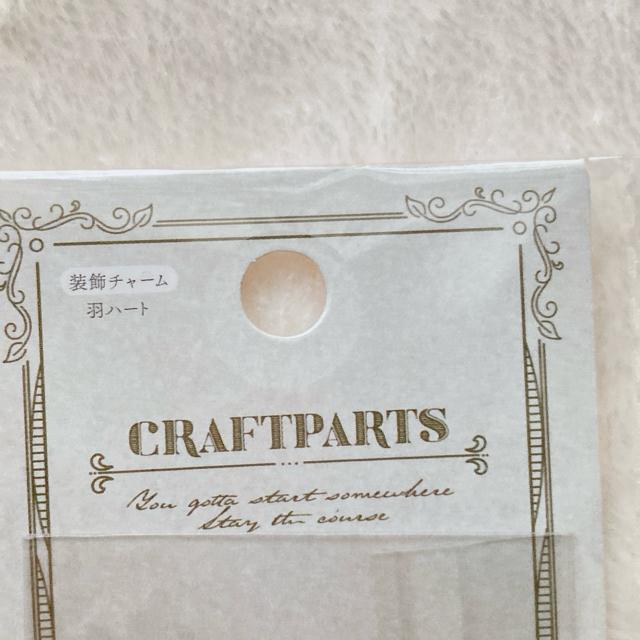 装飾チャーム
羽ハート
CRAFTPARTS
You gotta start somewhere
Stay the course